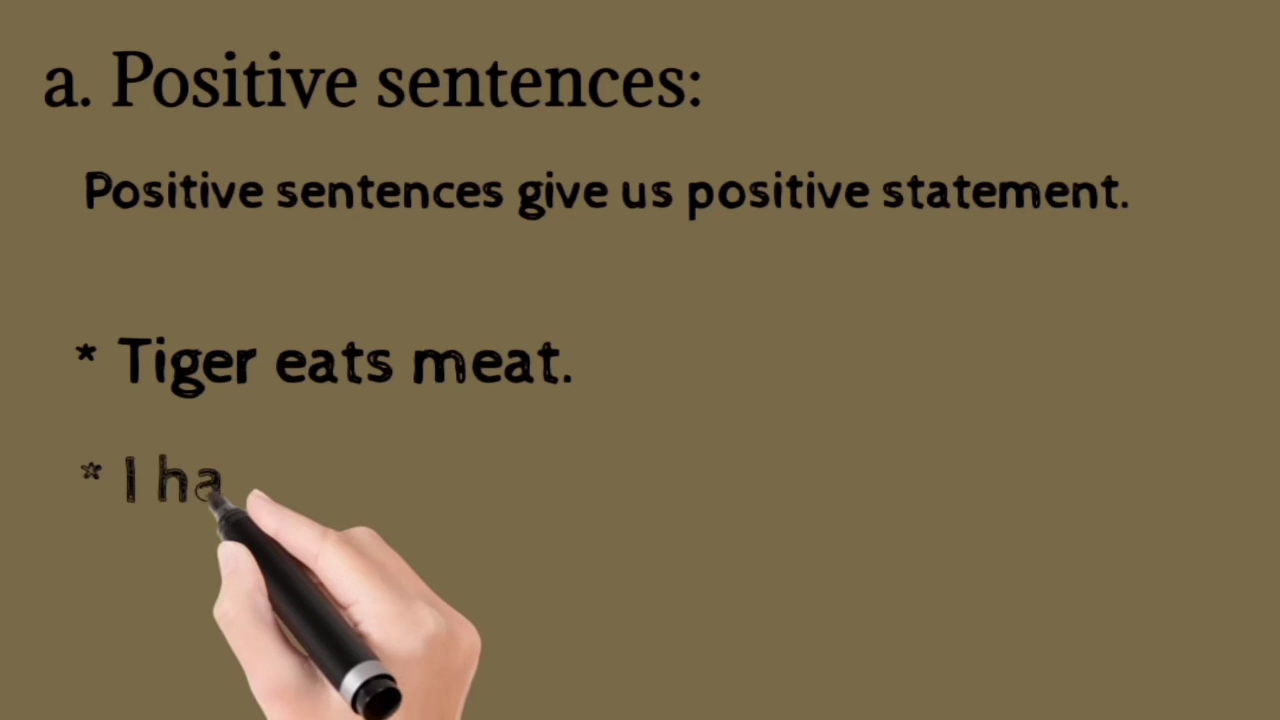 a. Positive sentences:
Positive sentences give us positive statement.
* Tiger eats meat.
* I ha